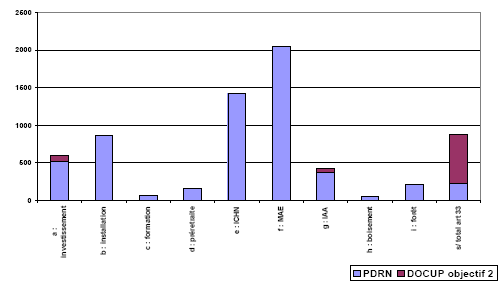 2500
2000
1500
1000
500
0
a :
investissement
b : installation
c : formation
d : préretraite
e : ICHN
f : MAE
g : IAA
h : boisement
i : forêt
s/ total art 33
PDRN
DOCUP objectif 2